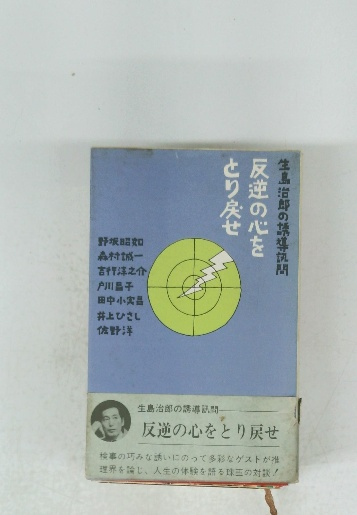 生島治郎の誘導訊問
反逆の心を
とり戻せ
野坂昭如
森村誠一
吉行淳之介
戸川昌子
田中小実昌
井上ひさし
佐野洋
生島治郎の誘導訊問
反逆の心をとり戻せ
検事の巧みな誘いにのって多彩なゲストが推
理界を論じ、人生の体験を語る珠玉の対談!